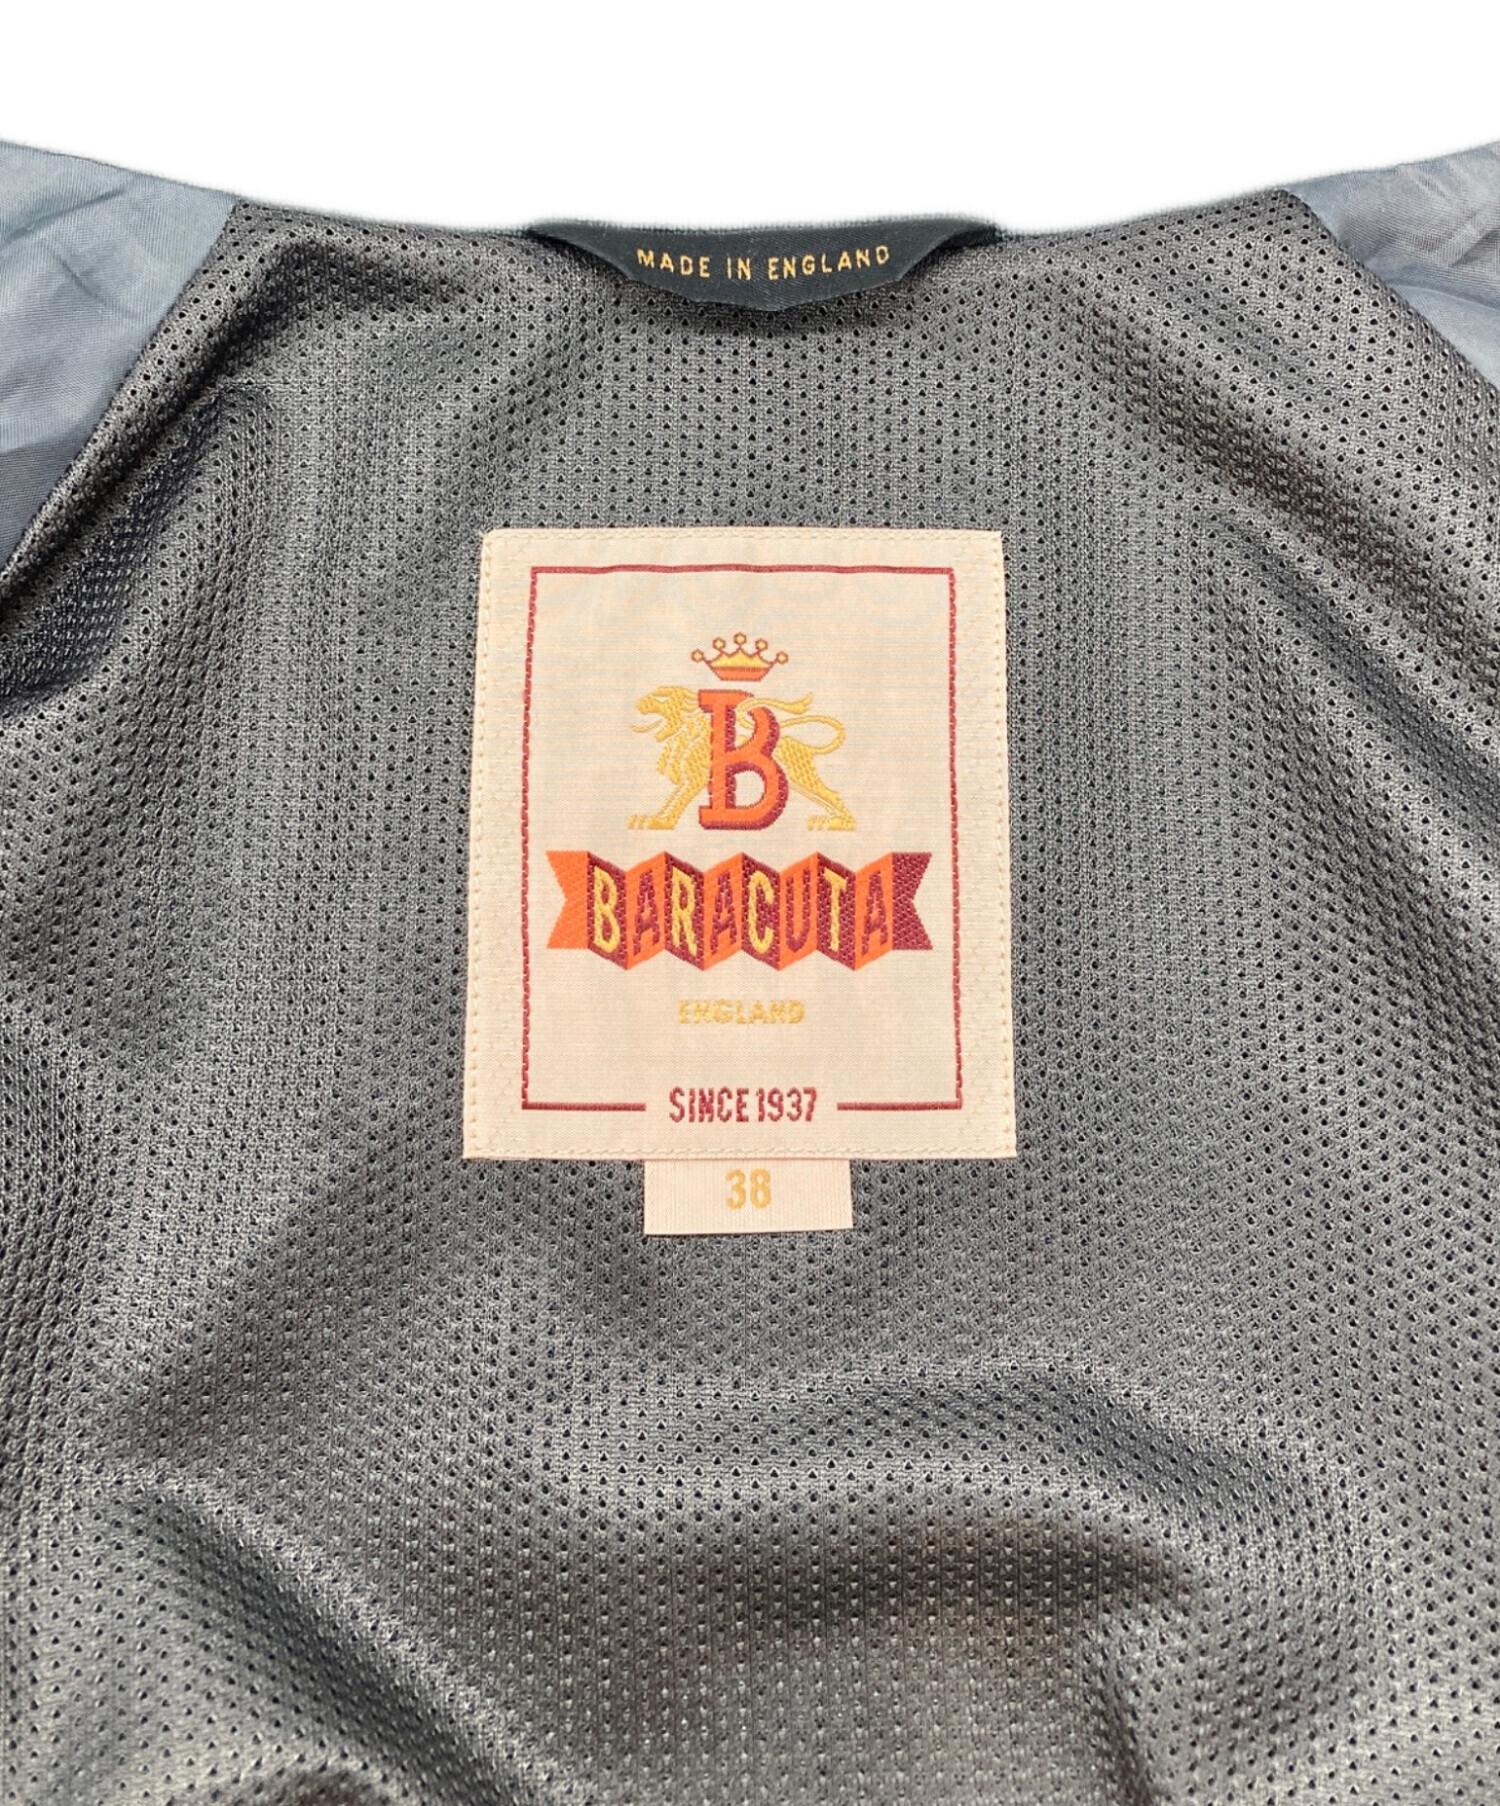 MADE IN ENGLAND
B
BARACUTA
ENGLAND
SINCE 1937
38